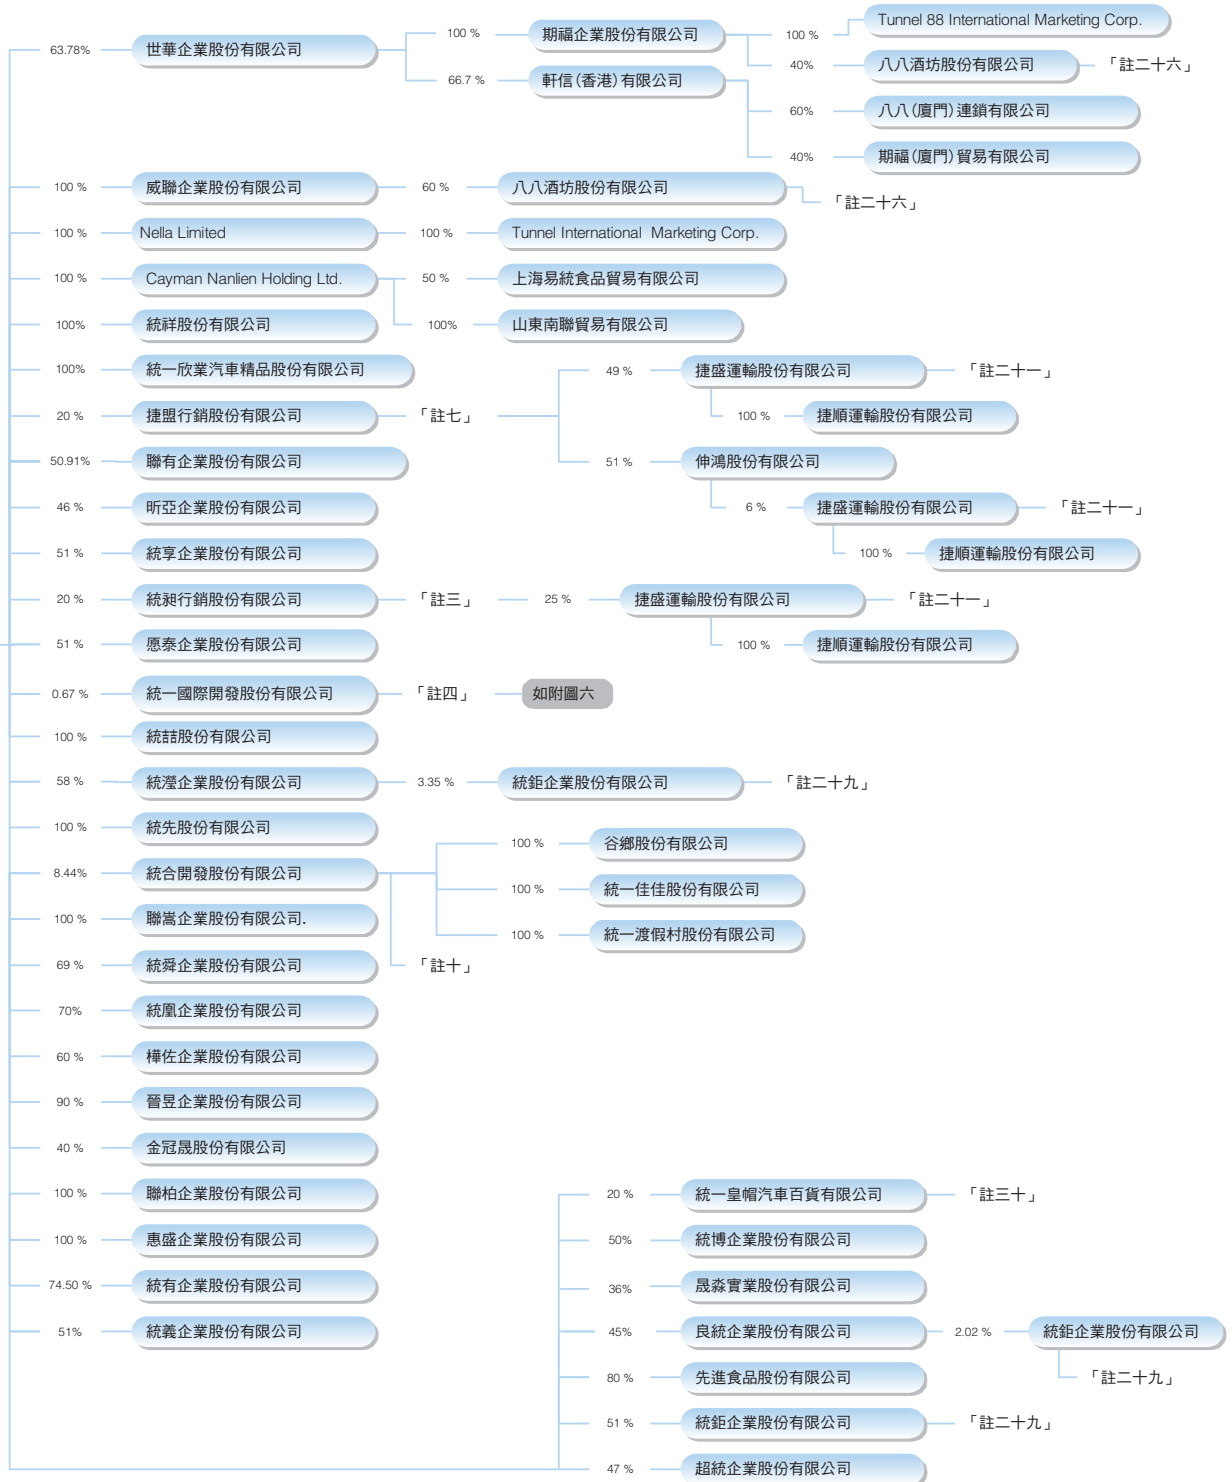 Tunnel 88 International Marketing Corp.
100 % 期福企業股份有限公司 100 %
63.78% 世華企業股份有限公司
40% 八八酒坊股份有限公司 「註二十六」
66.7 % 軒信(香港)有限公司
60% 八八(廈門)連鎖有限公司
40% 期福(廈門)貿易有限公司
100 % 威聯企業股份有限公司 60 % 八八酒坊股份有限公司
「註二十六」
100 % Nella Limited 100 % Tunnel International Marketing Corp.
100 % Cayman Nanlien Holding Ltd. 50 % 上海易統食品貿易有限公司
100% 統祥股份有限公司 100% 山東南聯貿易有限公司
100% 統一欣業汽車精品股份有限公司 49 % 捷盛運輸股份有限公司 「註二十一」
20 % 捷盟行銷股份有限公司 「註七」 100 % 捷順運輸股份有限公司
50.91% 聯有企業股份有限公司 51 % 伸鴻股份有限公司
46 % 昕亞企業股份有限公司 6 % 捷盛運輸股份有限公司 「註二十一」
51 % 統享企業股份有限公司 100 % 捷順運輸股份有限公司
20 % 統昶行銷股份有限公司 「註三」 25 % 捷盛運輸股份有限公司 「註二十一」
51 % 愿泰企業股份有限公司 100 % 捷順運輸股份有限公司
0.67 % 統一國際開發股份有限公司 「註四」 如附圖六
100 % 統喆股份有限公司
58 % 統瀅企業股份有限公司 3.35 % 統鉅企業股份有限公司 「註二十九」
100 % 統先股份有限公司
100 % 谷鄉股份有限公司
8.44% 統合開發股份有限公司
100 % 統一佳佳股份有限公司
100 % 聯嵩企業股份有限公司.
100 % 統一渡假村股份有限公司
69 % 統舜企業股份有限公司 「註十」
70% 統凰企業股份有限公司
60 % 樺佐企業股份有限公司
90 % 晉昱企業股份有限公司
40 % 金冠晟股份有限公司
100 % 聯柏企業股份有限公司 20 % 統一皇帽汽車百貨有限公司 「註三十」
100 % 惠盛企業股份有限公司 50% 統博企業股份有限公司
74.50 % 統有企業股份有限公司 36% 晟淼實業股份有限公司
51% 統義企業股份有限公司 45% 良統企業股份有限公司 2.02 % 統鉅企業股份有限公司
80 % 先進食品股份有限公司 「註二十九」
51 % 統鉅企業股份有限公司 「註二十九」
47 % 超統企業股份有限公司